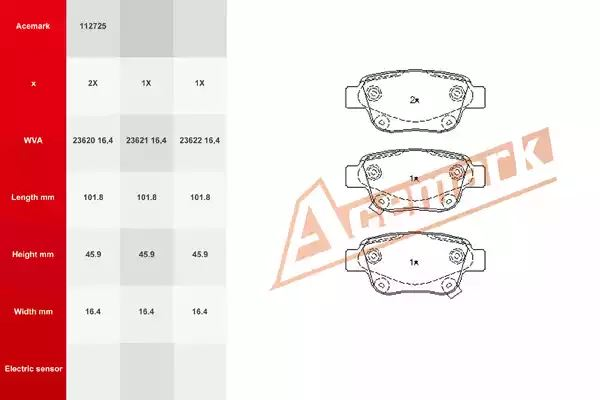 Acemark 112725
x 2X 1X 1X
WVA 23620 16,4 23621 16,4 23622 16,4
Length mm 101.8 101.8 101.8
Height mm 45.9 45.9 45.9
Width mm 16.4 16.4 16.4
Electric sensor
2x
1x
1x
Acemark